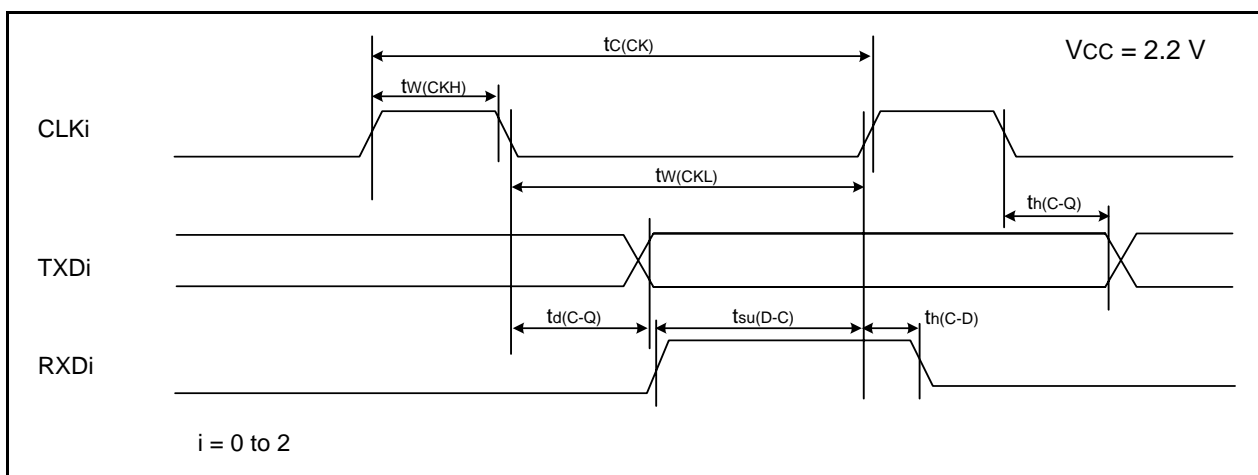 tC(CK)
VCC = 2.2 V
tW(CKH)
CLKi
tW(CKL)
th(C-Q)
TXDi
td(C-Q)
tsu(D-C)
th(C-D)
RXDi
i = 0 to 2